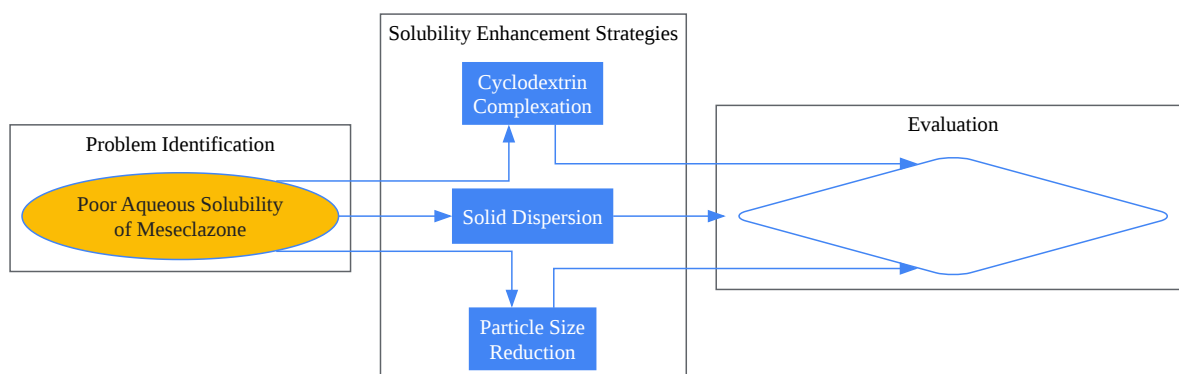 Solubility Enhancement Strategies
Cyclodextrin
Complexation
Evaluation
Problem Identification
Poor Aqueous Solubility
of Meseclazone
Solid Dispersion
Particle Size
Reduction